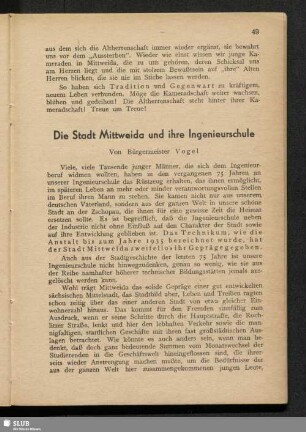 49
aus dem sich die Altherrenschaft immer wieder ergänzt, sie bewahrt
uns vor dem „Aussterben“. Wieder wie einst wissen wir junge Ka-
meraden in Mittweida, die zu uns gehören, deren Schicksal uns
am Herzen liegt und die mit stolzem Bewußtsein auf „ihre“ Alten
Herren blicken, die sie nie im Stiche lassen werden.
So haben sich Tradition und Gegenwart zu kräftigem,
neuem Leben verbunden. Möge die Kameradschaft weiter wachsen,
blühen und gedeihen! Die Altherrenschaft steht hinter ihrer Ka-
meradschaft! Treue um Treue!
Die Stadt Mittweida und ihre Ingenieurschule
Von Bürgermeister Vogel
Viele, viele Tausende junger Männer, die sich dem Ingenieur-
beruf widmen wollten, haben in den vergangenen 75 Jahren an
unserer Ingenieurschule das Rüstzeug erhalten, das ihnen ermöglicht,
im späteren Leben an mehr oder minder verantwortungsvollen Stellen
im Beruf ihren Mann zu stehen. Sie kamen nicht nur aus unserem
deutschen Vaterland, sondern aus der ganzen Welt in unsere schöne
Stadt an der Zschopau, die ihnen für eine gewisse Zeit die Heimat
ersetzen sollte. Es ist begreiflich, daß die Ingenieurschule neben
der Industrie nicht ohne Einfluß auf den Charakter der Stadt sowie
auf ihre Entwicklung geblieben ist. Das Technikum, wie die
Anstalt bis zum Jahre 1935 bezeichnet wurde, hat
der Stadt Mittweida zweifellos ihr Gepräge gegeben.
Auch aus der Stadtgeschichte der letzten 75 Jahre ist unsere
Ingenieurschule nicht hinwegzudenken, genau so wenig, wie sie aus
der Reihe namhafter höherer technischer Bildungsstätten jemals aus-
gelöscht werden kann.
Wohl trägt Mittweida das solide Gepräge einer gut entwickelten
sächsischen Mittelstadt, das Stadtbild aber, Leben und Treiben ragten
schon ruhig über das einer anderen Stadt von etwa gleicher Ein-
wohnerzahl hinaus. Das kommt für den Fremden sinnfällig zum
Ausdruck, wenn er seine Schritte durch die Hauptstraße, die Roch-
litzer Straße, lenkt und hier den lebhaften Verkehr sowie die man-
nigfaltigen, stattlichen Geschäfte mit ihren fast großstädtischen Aus-
lagen betrachtet. Wie könnte es auch anders sein, wenn man be-
denkt, daß doch ganz bedeutende Summen vom Monatswechsel der
Studierenden in die Geschäftswelt hineingeflossen sind, die ihrer-
seits wieder Anstrengung machen mußte, um die Bedürfnisse der
aus der ganzen Welt hier zusammengekommenen jungen Leute,
SLUB